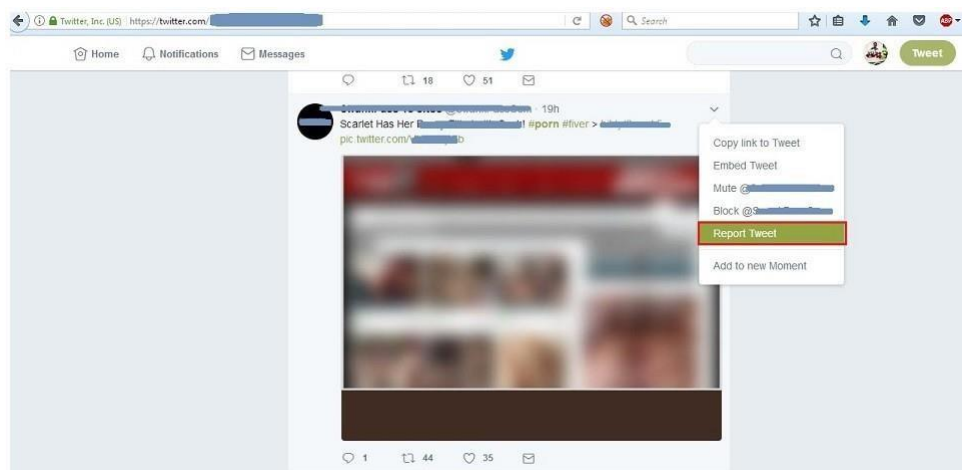 Twitter, Inc. (US) https://twitter.com/
Search
Home Notifications Messages
Tweet
18 51
19h
Scarlet Has Her #porn #fiver >
pic.twitter.com/
Copy link to Tweet
Embed Tweet
Mute @
Block @S
Report Tweet
Add to new Moment
1 44 35
ABP